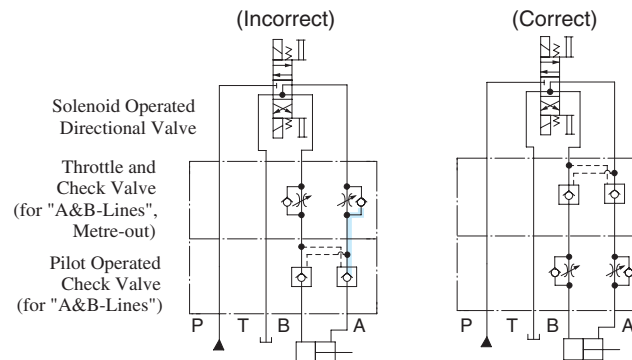 (Incorrect)
(Correct)
Solenoid Operated
Directional Valve
Throttle and
Check Valve
(for "A&B-Lines",
Metre-out)
Pilot Operated
Check Valve
(for "A&B-Lines")
P T B A
P T B A